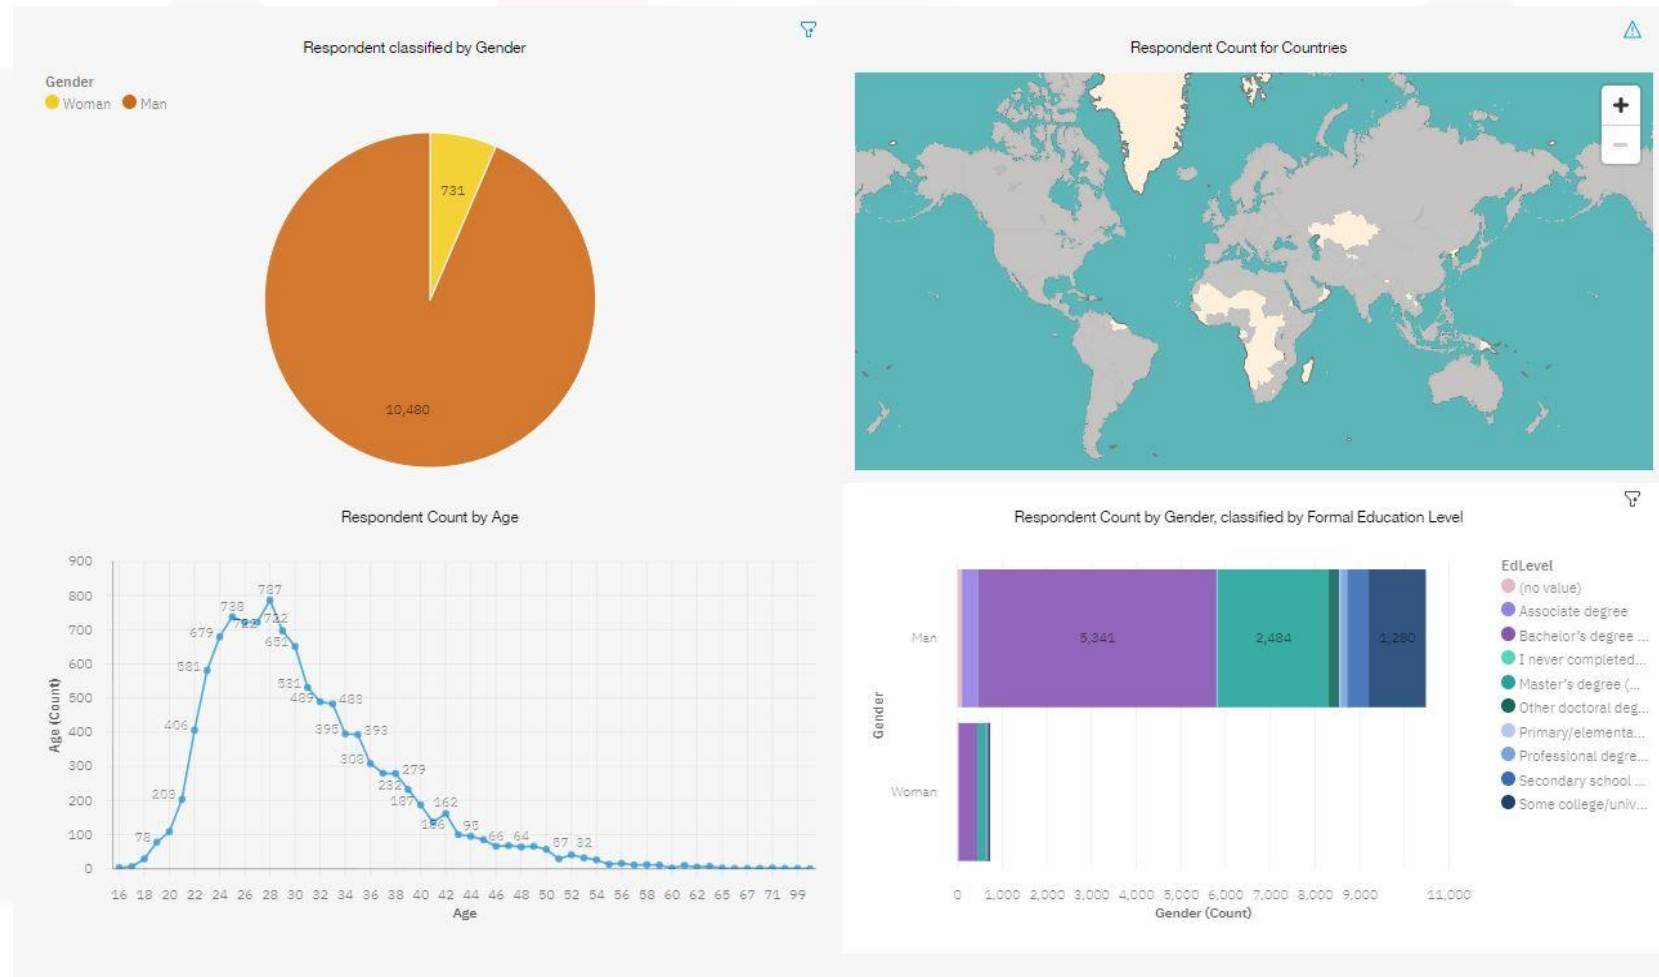 Respondent classified by Gender
Gender
Woman Man
731
10,480
Respondent Count for Countries
+
−
Respondent Count by Age
Age (Count)
900
800
700
600
500
400
300
200
100
0
78
203
406
581
679
738
722
787
722
651
531
489
483
395
393
308
279
232
187
162
95
66
64
57
32
16 18 20 22 24 26 28 30 32 34 36 38 40 42 44 46 48 50 52 54 56 58 60 62 65 67 71 99
Age
Respondent Count by Gender, classified by Formal Education Level
Gender
Man
5,341
2,484
1,280
Woman
0 1,000 2,000 3,000 4,000 5,000 6,000 7,000 8,000 9,000 11,000
Gender (Count)
EdLevel
(no value)
Associate degree
Bachelor's degree ...
I never completed...
Master's degree (...
Other doctoral deg...
Primary/elementa...
Professional degre...
Secondary school ...
Some college/univ...